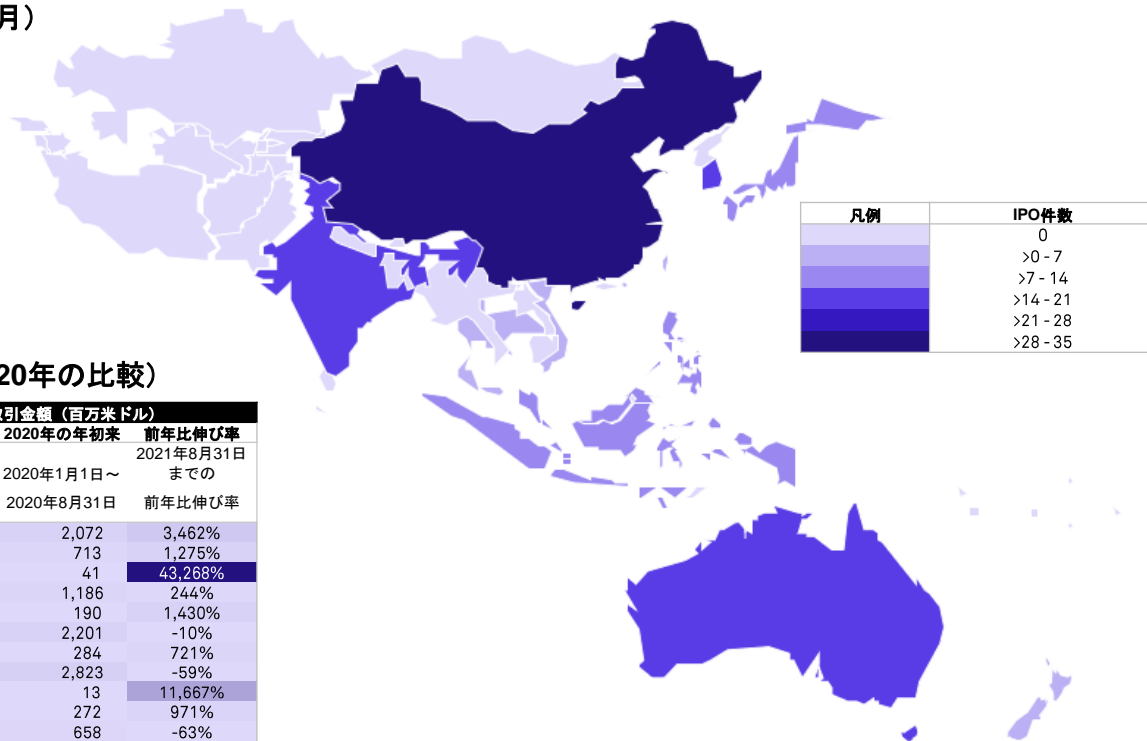 月）
凡例 IPO件数
0
>0 - 7
>7 - 14
>14 - 21
>21 - 28
>28 - 35
20年の比較）
引金額（百万米ドル）
2020年の年初来 前年比伸び率
2020年1月1日～ 2021年8月31日
2020年8月31日 までの
前年比伸び率
2,072 3,462%
713 1,275%
41 43,268%
1,186 244%
190 1,430%
2,201 -10%
284 721%
2,823 -59%
13 11,667%
272 971%
658 -63%